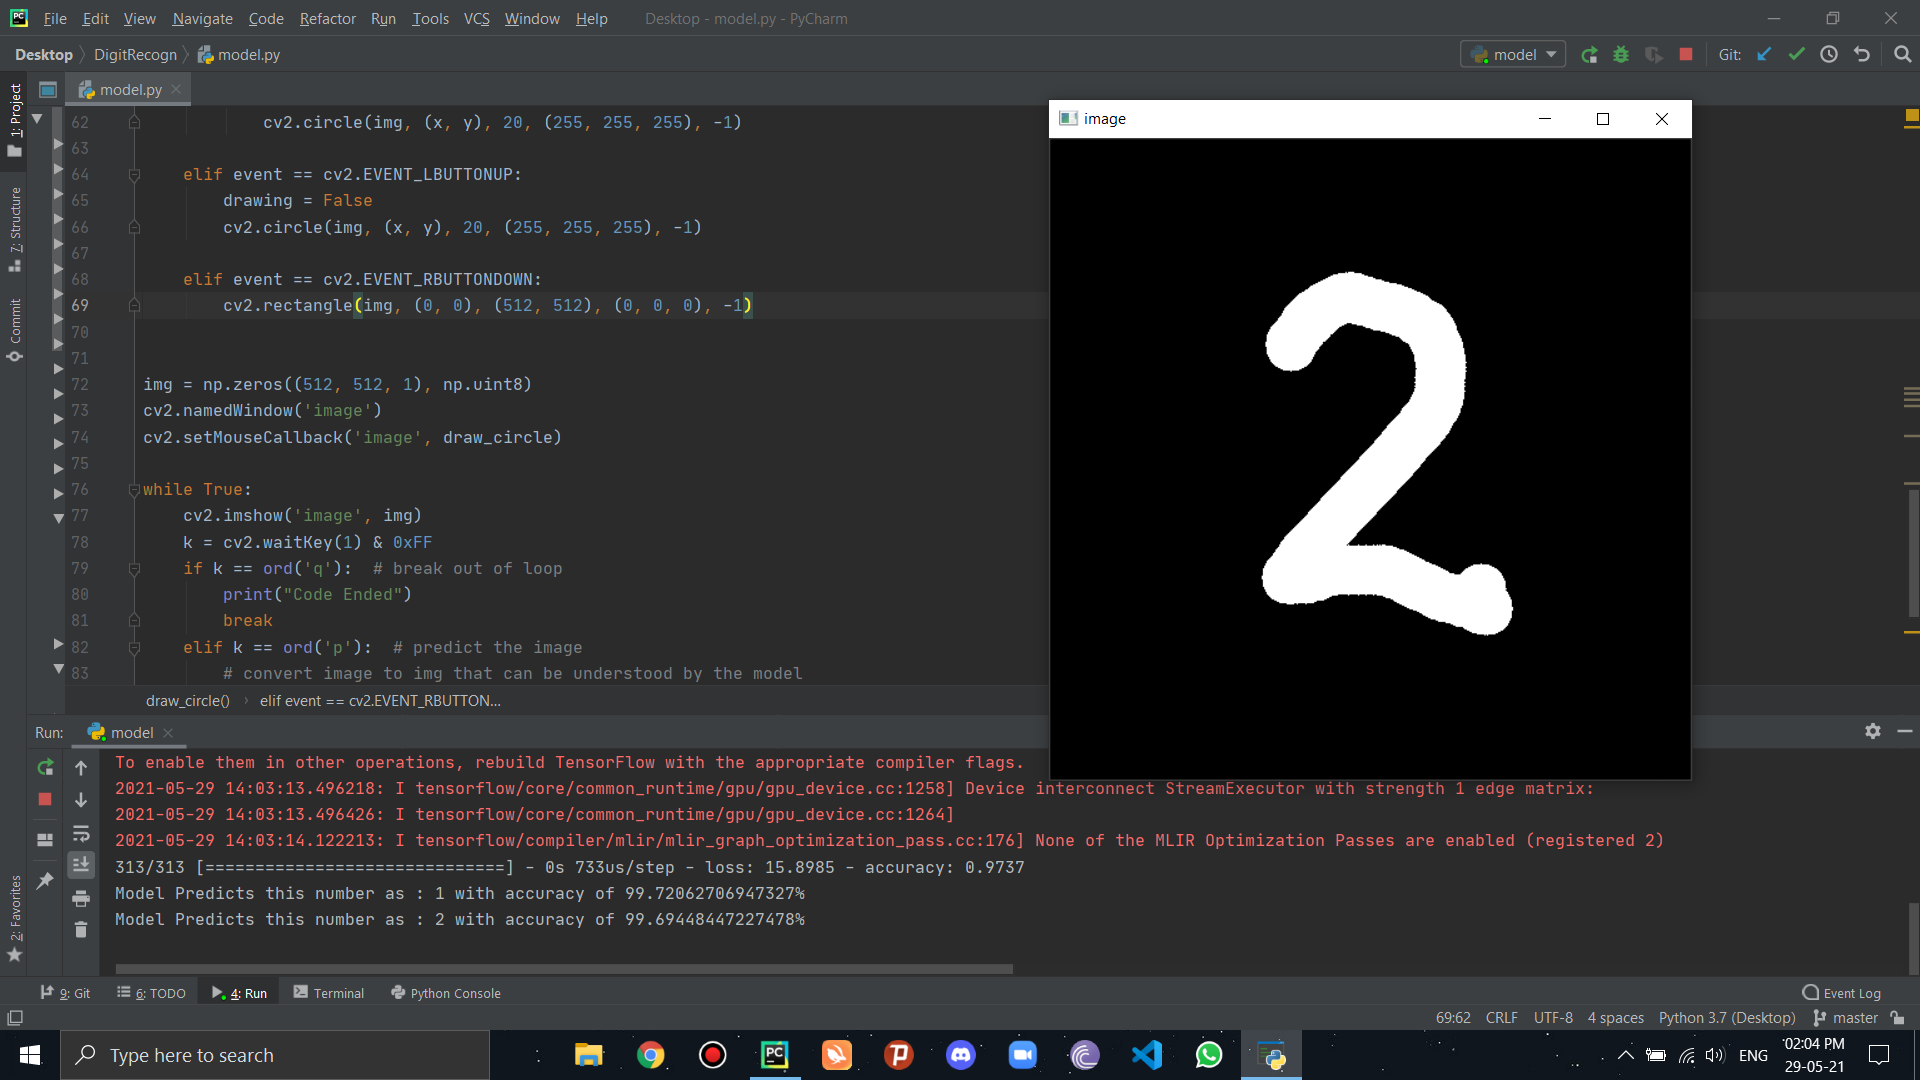 File Edit View Navigate Code Refactor Run Tools VCS Window Help Desktop - model.py - PyCharm
Desktop DigitRecogn model.py model Git:
1: Project
model.py
7: Structure
Commit
2: Favorites
62 cv2.circle(img, (x, y), 20, (255, 255, 255), -1)
63
64 elif event == cv2.EVENT_LBUTTONUP:
65 drawing = False
66 cv2.circle(img, (x, y), 20, (255, 255, 255), -1)
67
68 elif event == cv2.EVENT_RBUTTONDOWN:
69 cv2.rectangle(img, (0, 0), (512, 512), (0, 0, 0), -1)
70
71
72 img = np.zeros((512, 512, 1), np.uint8)
73 cv2.namedWindow('image')
74 cv2.setMouseCallback('image', draw_circle)
75
76 while True:
77 cv2.imshow('image', img)
78 k = cv2.waitKey(1) & 0xFF
79 if k == ord('q'): # break out of loop
80 print("Code Ended")
81 break
82 elif k == ord('p'): # predict the image
83 # convert image to img that can be understood by the model
draw_circle() elif event == cv2.EVENT_RBUTTON...
image
2
Run: model
To enable them in other operations, rebuild TensorFlow with the appropriate compiler flags.
2021-05-29 14:03:13.496218: I tensorflow/core/common_runtime/gpu/gpu_device.cc:1258] Device interconnect StreamExecutor with strength 1 edge matrix:
2021-05-29 14:03:13.496426: I tensorflow/core/common_runtime/gpu/gpu_device.cc:1264]
2021-05-29 14:03:14.122213: I tensorflow/compiler/mlir/mlir_graph_optimization_pass.cc:176] None of the MLIR Optimization Passes are enabled (registered 2)
313/313 [==============================] - 0s 733us/step - loss: 15.8985 - accuracy: 0.9737
Model Predicts this number as : 1 with accuracy of 99.72062706947327%
Model Predicts this number as : 2 with accuracy of 99.69448447227478%
9: Git 6: TODO 4: Run Terminal Python Console Event Log
69:62 CRLF UTF-8 4 spaces Python 3.7 (Desktop) master
Type here to search ENG 02:04 PM
29-05-21